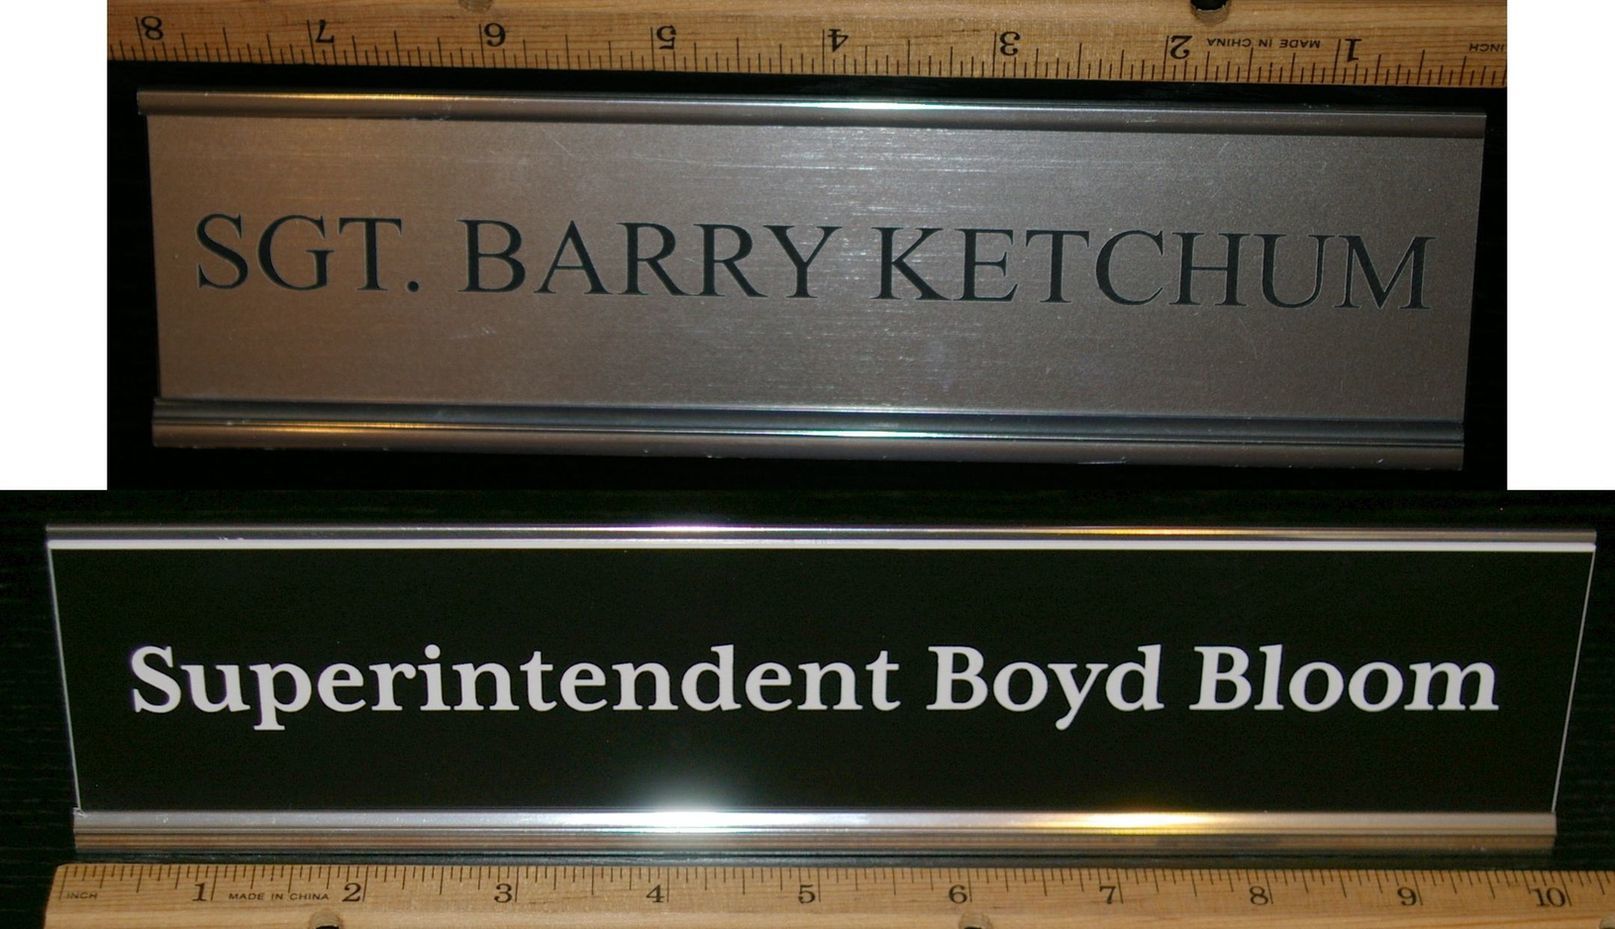 8 7 6 5 4 3 2 MADE IN CHINA 1 INCH
SGT. BARRY KETCHUM
Superintendent Boyd Bloom
INCH 1 MADE IN CHINA 2 3 4 5 6 7 8 9 10